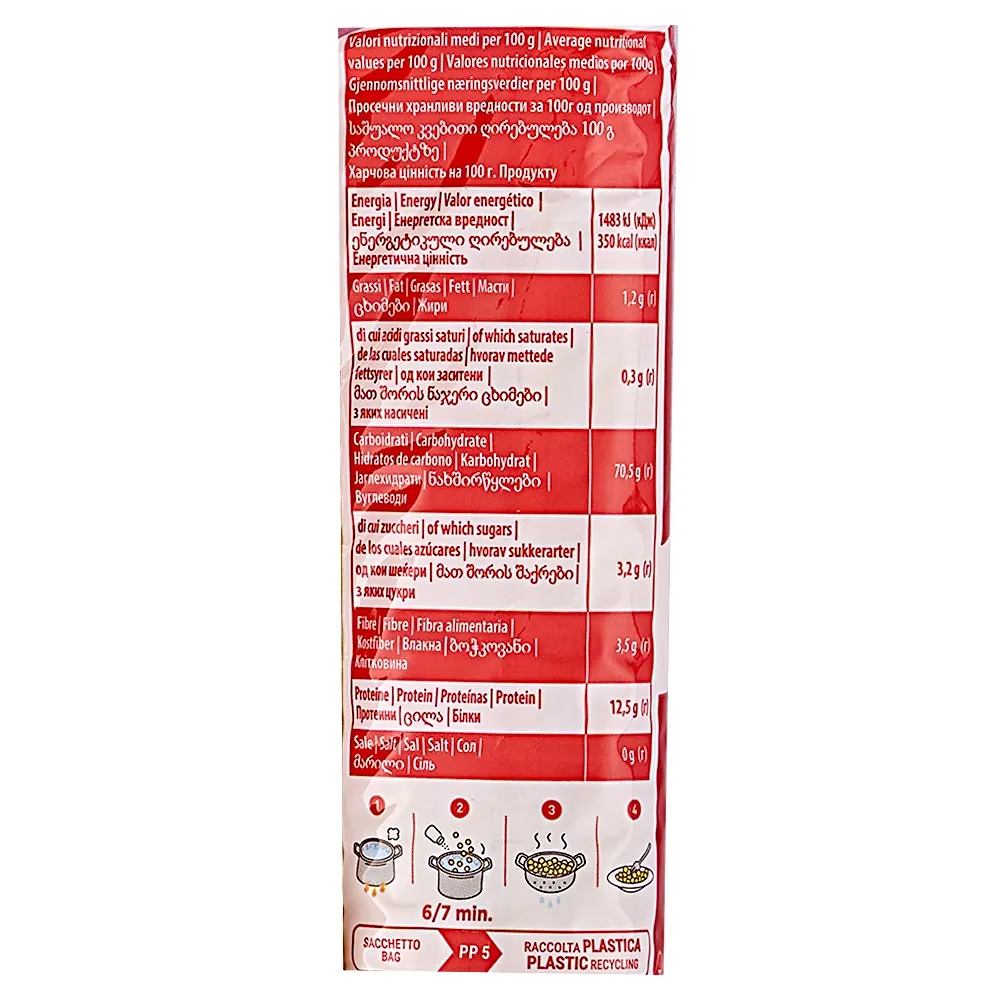 Valori nutrizionali medi per 100 g | Average nutritional
values per 100 g | Valores nutricionales medios por 100g |
Gjennomsnittlige næringsverdier per 100 g |
Просечни хранливи вредности за 100г од производот |
საშუალო კვებითი ღირებულება 100 გ
პროდუქტზე |
Харчова цінність на 100 г. Продукту
Energia | Energy | Valor energético |
Energi | Енергетска вредност |
ენერგეტიკული ღირებულება |
Енергетична цінність
1483 kJ (кДж)
350 kcal (ккал)
Grassi | Fat | Grasas | Fett | Масти |
ცხიმები | Жири
1,2 g (г)
di cui acidi grassi saturi | of which saturates |
de las cuales saturadas | hvorav mettede
fettsyrer | од кои заситени |
მათ შორის ნაჯერი ცხიმები |
з яких насичені
0,3 g (г)
Carboidrati | Carbohydrate |
Hidratos de carbono | Karbohydrat |
Јаглехидрати | ნახშირწყლები |
Вуглеводи
70,5 g (г)
di cui zuccheri | of which sugars |
de los cuales azúcares | hvorav sukkerarter |
од кои шеќери | მათ შორის შაქრები |
з яких цукри
3,2 g (г)
Fibre | Fibre | Fibra alimentaria |
Kostfiber | Влакна | ბოჭკოვანი |
Клітковина
3,5 g (г)
Proteine | Protein | Proteínas | Protein |
Протеини | ცილა | Білки
12,5 g (г)
Sale | Salt | Sal | Salt | Сол |
მარილი | Сіль
0 g (г)
1 2 3 4
6/7 min.
SACCHETTO
BAG
PP 5
RACCOLTA PLASTICA
PLASTIC RECYCLING